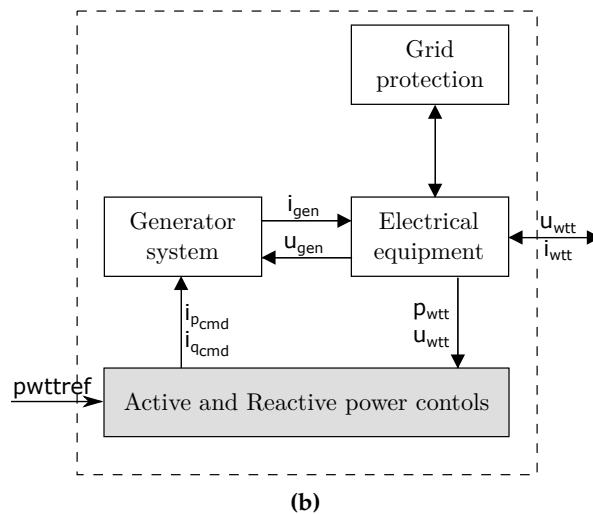 Grid
protection
i_gen
Generator
system
u_gen
Electrical
equipment
u_wtt
i_wtt
i_p_cmd
i_q_cmd
p_wtt
u_wtt
pwttref
Active and Reactive power contols
(b)